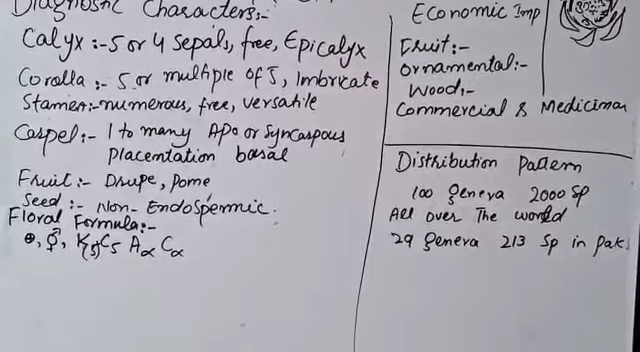 Diagnostic Characters:-
Calyx :- 5 or 4 Sepals, free, Epicalyx
Corolla :- 5 or multiple of 5, Imbricate
Stamen:- numerous, free, versatile
Carpel:- 1 to many Apo or Syncarpous
Placentation basal
Fruit:- Drupe, Pome
Seed :- Non-Endospermic.
Floral Formula:-
⊕, ⚥, K(5) C5 Aα Cα
Economic Imp
Fruit:-
Ornamental:-
Wood:-
Commercial & Medicinal
Distribution Pattern
100 genera 2000 sp
All over The world
29 genera 213 sp in pak